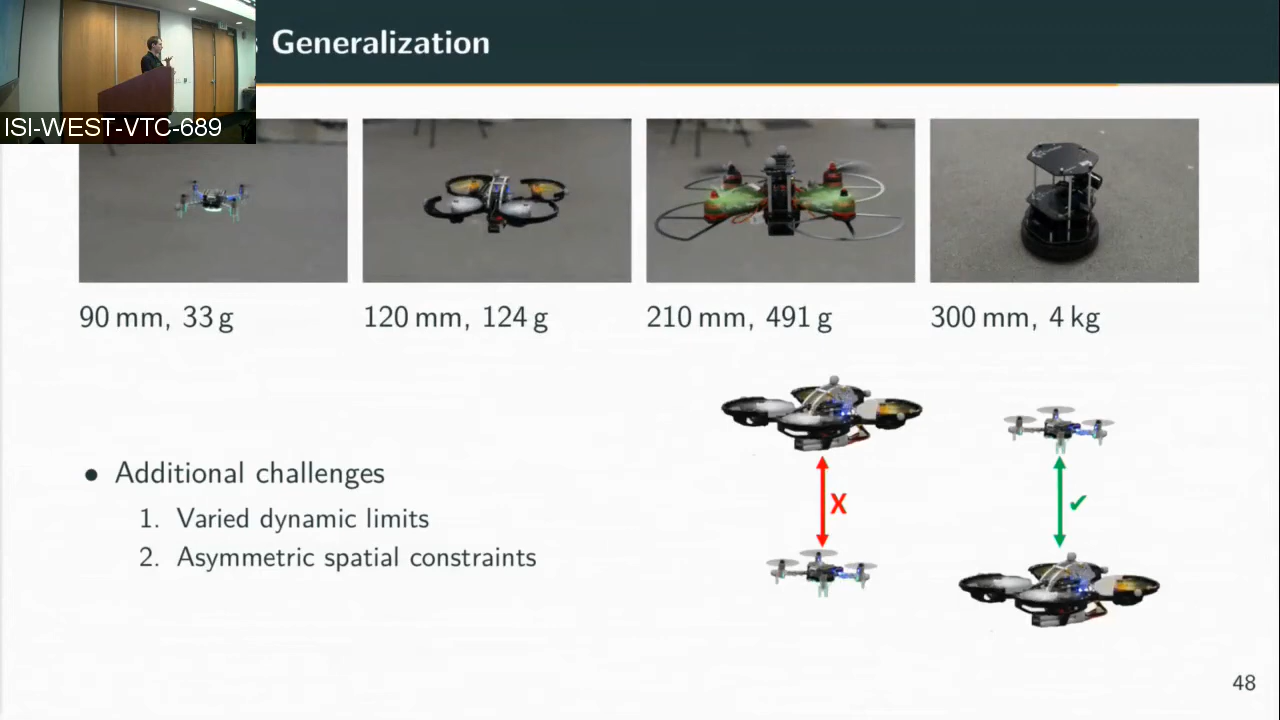 Generalization
ISI-WEST-VTC-689
90 mm, 33 g
120 mm, 124 g
210 mm, 491 g
300 mm, 4 kg
X
✓
• Additional challenges
1. Varied dynamic limits
2. Asymmetric spatial constraints
48